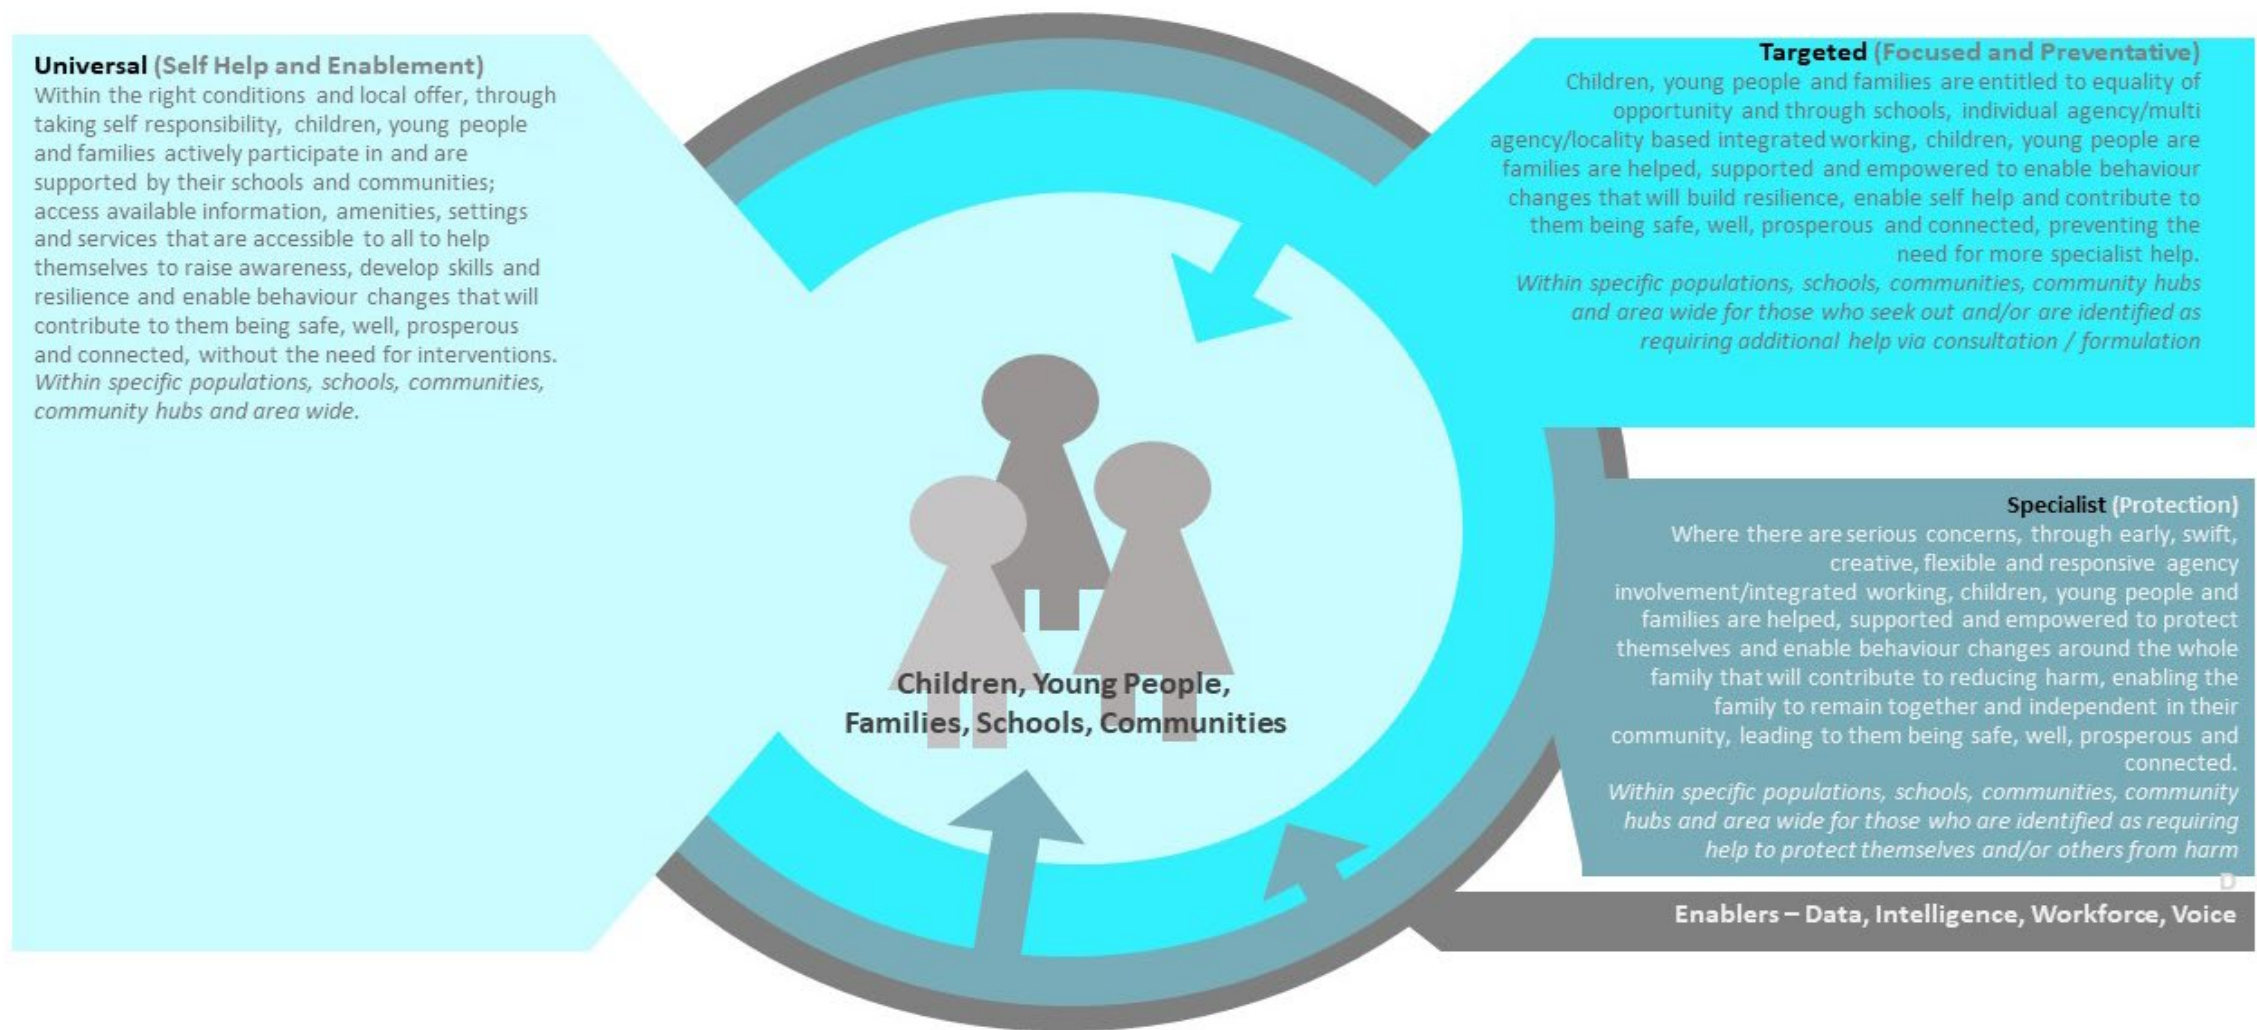 Universal (Self Help and Enablement)
Within the right conditions and local offer, through
taking self responsibility, children, young people
and families actively participate in and are
supported by their schools and communities;
access available information, amenities, settings
and services that are accessible to all to help
themselves to raise awareness, develop skills and
resilience and enable behaviour changes that will
contribute to them being safe, well, prosperous
and connected, without the need for interventions.
Within specific populations, schools, communities,
community hubs and area wide.
Children, Young People,
Families, Schools, Communities
Targeted (Focused and Preventative)
Children, young people and families are entitled to equality of
opportunity and through schools, individual agency/multi
agency/locality based integrated working, children, young people are
families are helped, supported and empowered to enable behaviour
changes that will build resilience, enable self help and contribute to
them being safe, well, prosperous and connected, preventing the
need for more specialist help.
Within specific populations, schools, communities, community hubs
and area wide for those who seek out and/or are identified as
requiring additional help via consultation / formulation
Specialist (Protection)
Where there are serious concerns, through early, swift,
creative, flexible and responsive agency
involvement/integrated working, children, young people and
families are helped, supported and empowered to protect
themselves and enable behaviour changes around the whole
family that will contribute to reducing harm, enabling the
family to remain together and independent in their
community, leading to them being safe, well, prosperous and
connected.
Within specific populations, schools, communities, community
hubs and area wide for those who are identified as requiring
help to protect themselves and/or others from harm
D
Enablers – Data, Intelligence, Workforce, Voice